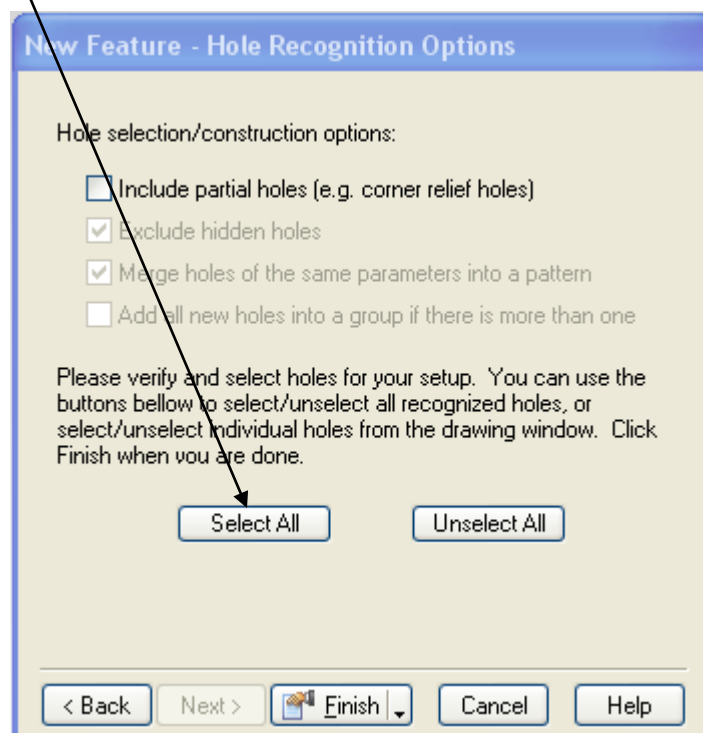 New Feature - Hole Recognition Options
Hole selection/construction options:
Include partial holes (e.g. corner relief holes)
Exclude hidden holes
Merge holes of the same parameters into a pattern
Add all new holes into a group if there is more than one
Please verify and select holes for your setup. You can use the
buttons bellow to select/unselect all recognized holes, or
select/unselect individual holes from the drawing window. Click
Finish when you are done.
Select All Unselect All
< Back Next > Finish Cancel Help